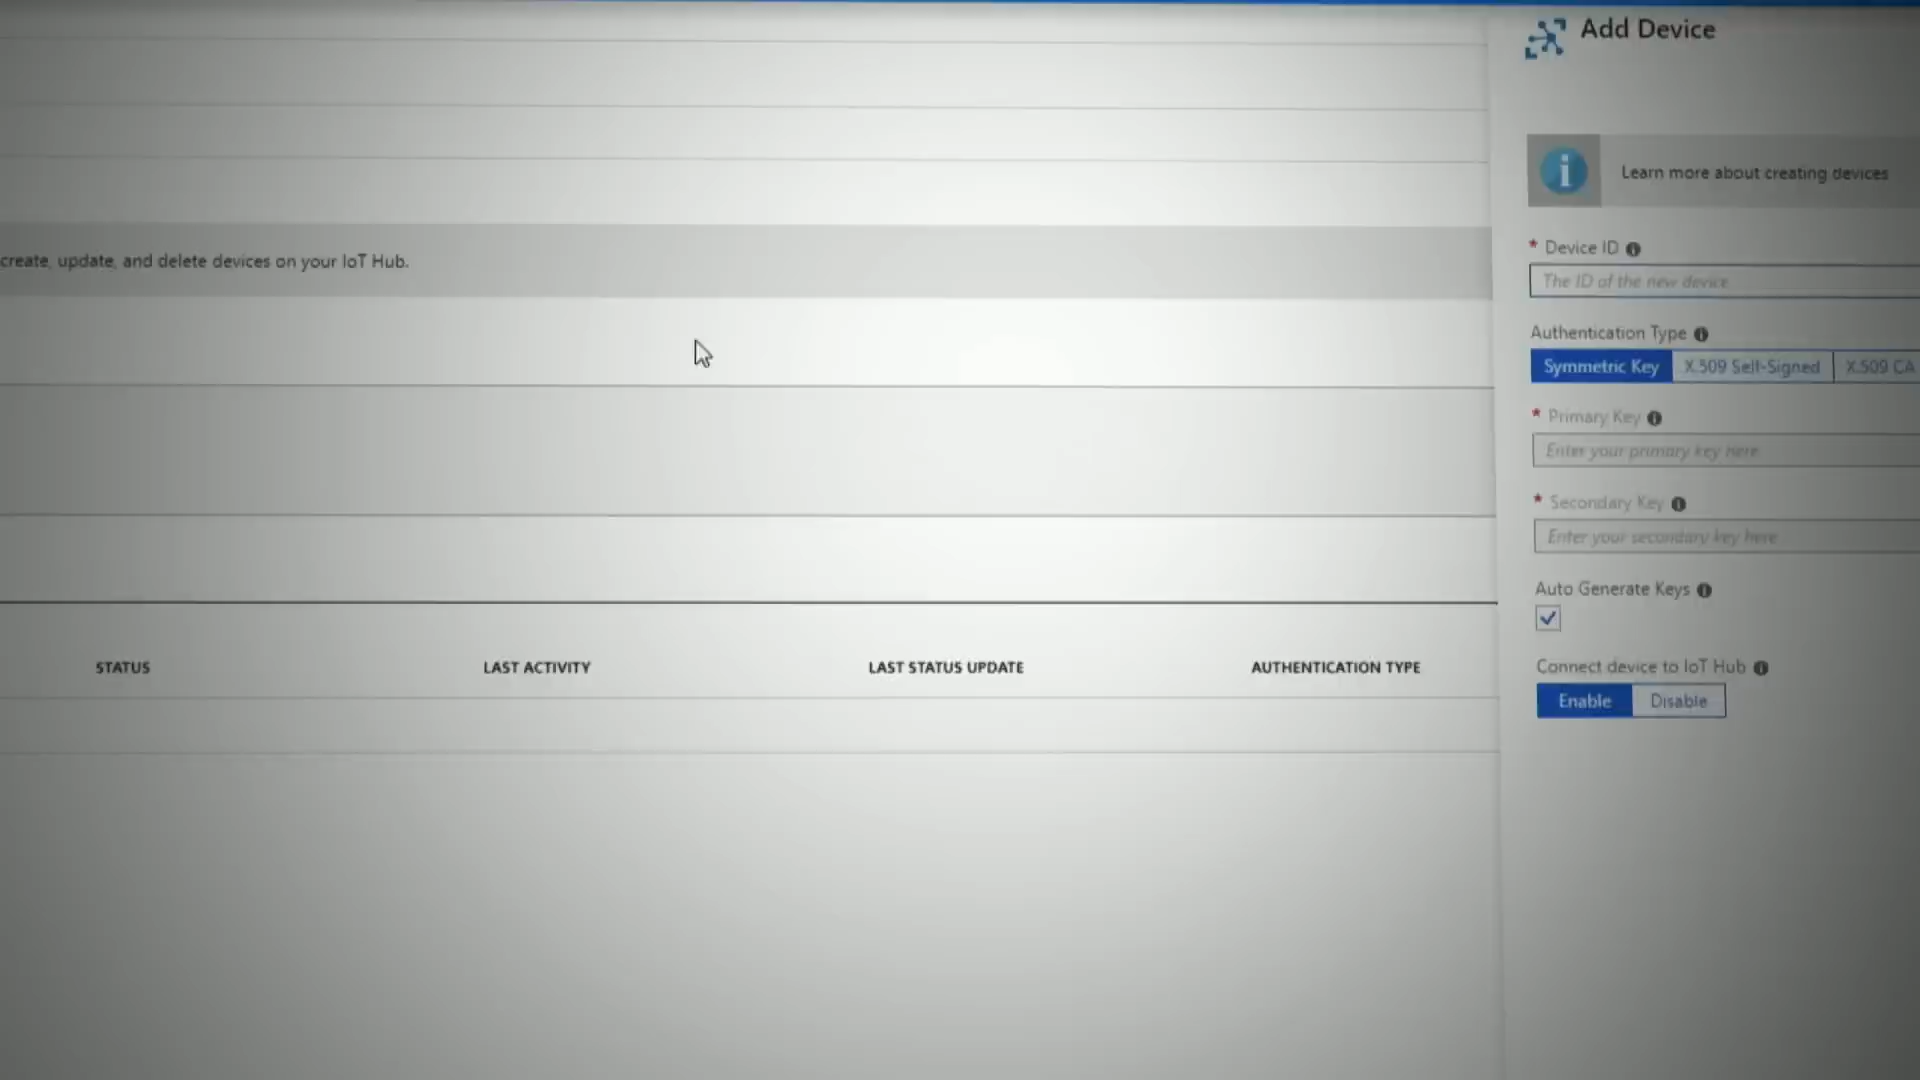 Add Device
Learn more about creating devices
* Device ID
The ID of the new device
create, update, and delete devices on your IoT Hub.
Authentication Type
Symmetric Key X.509 Self-Signed X.509 CA
* Primary Key
Enter your primary key here
* Secondary Key
Enter your secondary key here
Auto Generate Keys
Connect device to IoT Hub
Enable Disable
STATUS LAST ACTIVITY LAST STATUS UPDATE AUTHENTICATION TYPE